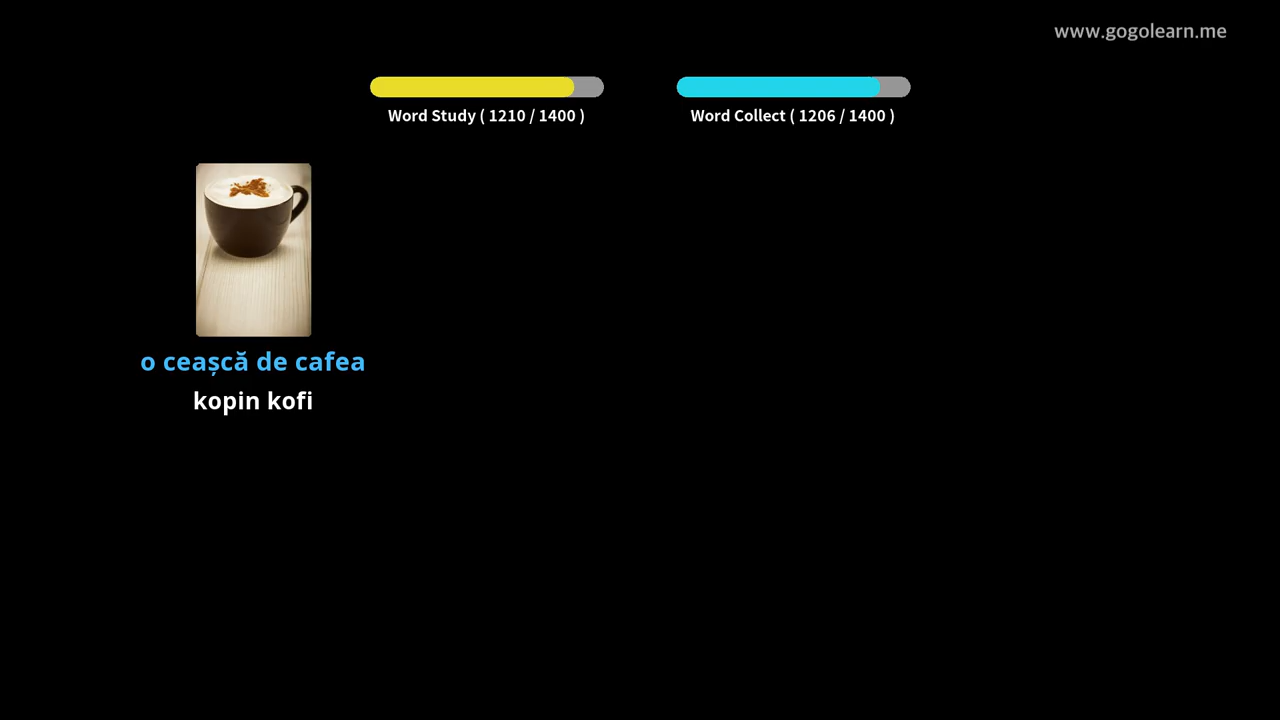 www.gogolearn.me
Word Study ( 1210 / 1400 )
Word Collect ( 1206 / 1400 )
o ceașcă de cafea
kopin kofi